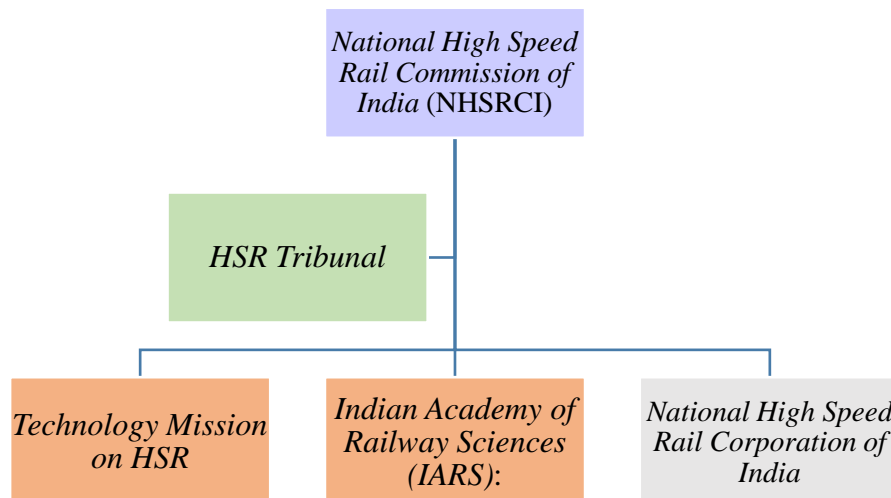 National High Speed
Rail Commission of
India (NHSRCI)
HSR Tribunal
Technology Mission
on HSR
Indian Academy of
Railway Sciences
(IARS):
National High Speed
Rail Corporation of
India